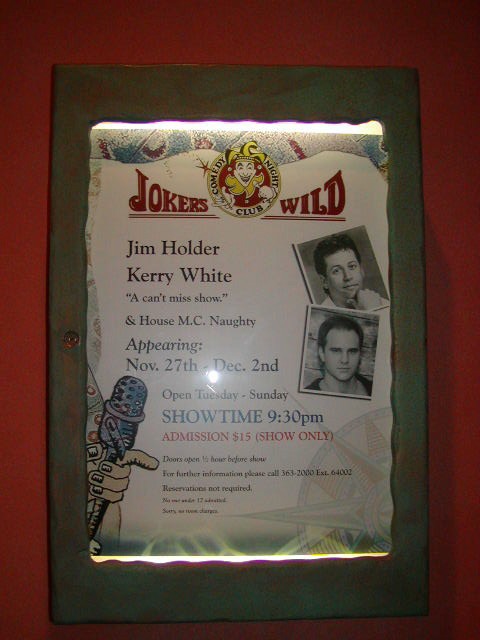 JOKERS WILD
COMEDY NIGHT CLUB
Jim Holder
Kerry White
"A can't miss show."
& House M.C. Naughty
Appearing:
Nov. 27th - Dec. 2nd
Open Tuesday - Sunday
SHOWTIME 9:30pm
ADMISSION $15 (SHOW ONLY)
Doors open ½ hour before show
For further information please call 363-2000 Ext. 64002
Reservations not required.
No one under 12 admitted.
Sorry, no room charges.